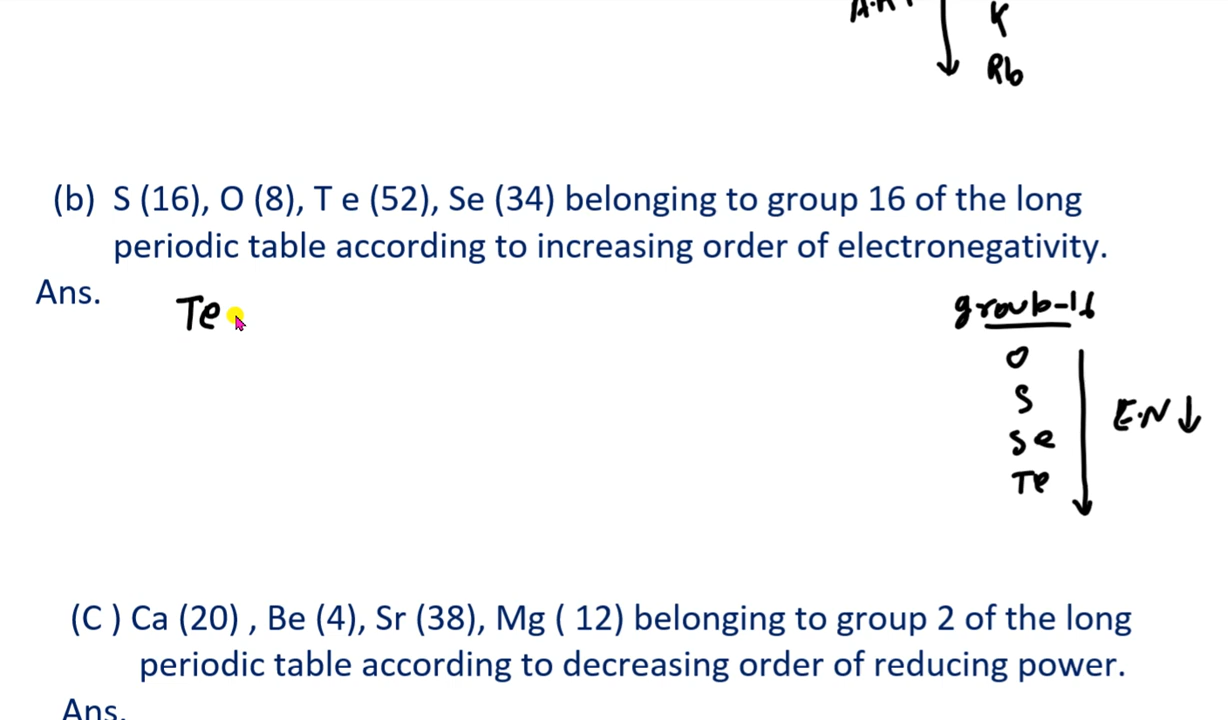 K
Rb
(b) S (16), O (8), T e (52), Se (34) belonging to group 16 of the long
periodic table according to increasing order of electronegativity.
Ans.
Te
group-16
O
S
Se
Te
E.N ↓
(C ) Ca (20) , Be (4), Sr (38), Mg ( 12) belonging to group 2 of the long
periodic table according to decreasing order of reducing power.
Ans.